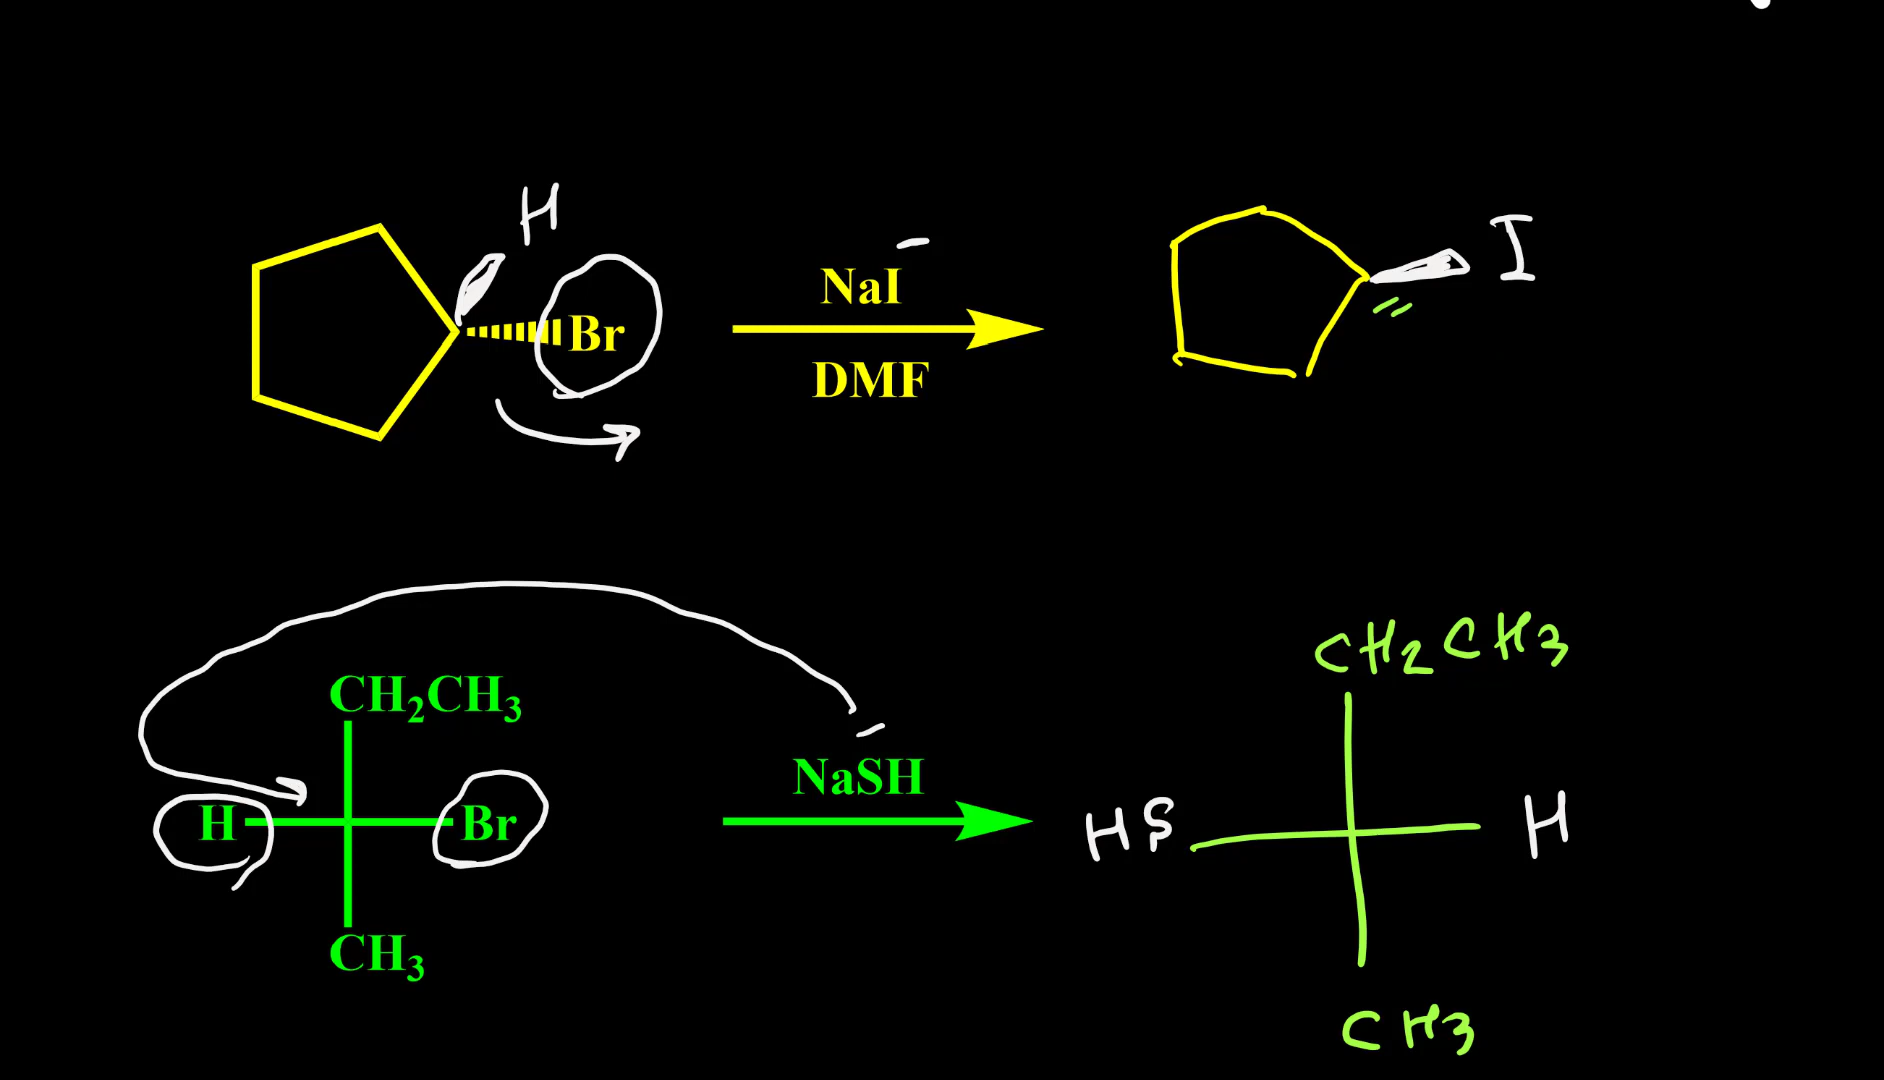 H
Br
NaI⁻
DMF
I
CH₂CH₃
H Br
CH₃
NaSH⁻
CH2CH3
HS H
CH3